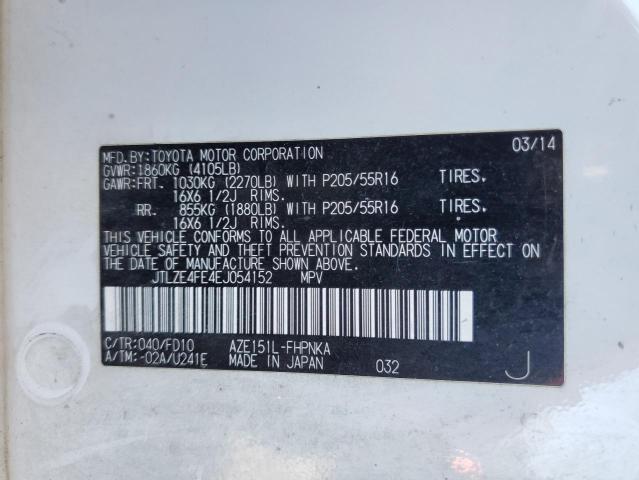 MFD.BY:TOYOTA MOTOR CORPORATION 03/14
GVWR:1860KG (4105LB)
GAWR:FRT. 1030KG (2270LB) WITH P205/55R16 TIRES.
16X6 1/2J RIMS.
RR. 855KG (1880LB) WITH P205/55R16 TIRES.
16X6 1/2J RIMS.
THIS VEHICLE CONFORMS TO ALL APPLICABLE FEDERAL MOTOR
VEHICLE SAFETY AND THEFT PREVENTION STANDARDS IN EFFECT ON
THE DATE OF MANUFACTURE SHOWN ABOVE.
JTLZE4FE4EJ054152 MPV
C/TR:040/FD10 AZE151L-FHPNKA
A/TM:-02A/U241E MADE IN JAPAN 032 J